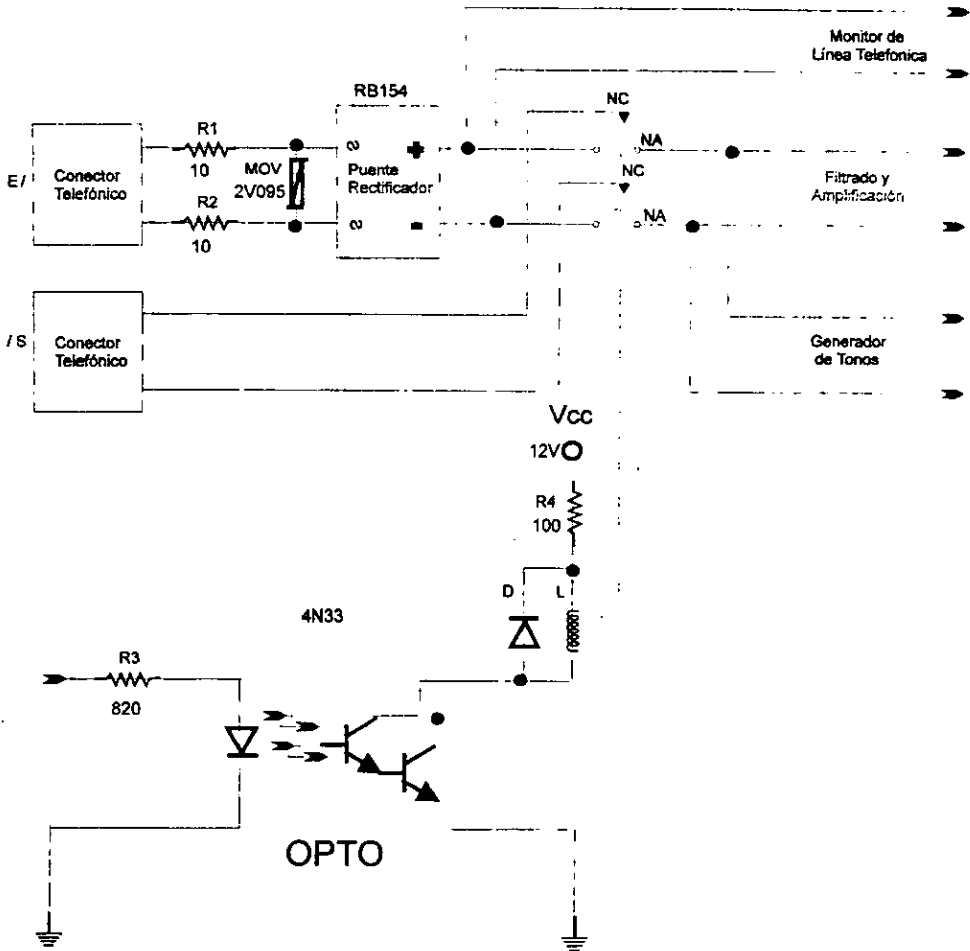 Monitor de
Línea Telefonica
RB154
NC
R1
10
MOV
2V095
Puente
Rectificador
+
-
NA
E /
Conector
Telefónico
NC
Filtrado y
Amplificación
R2
10
NA
/ S
Conector
Telefónico
Generador
de Tonos
Vcc
12V
R4
100
D
L
4N33
R3
820
OPTO